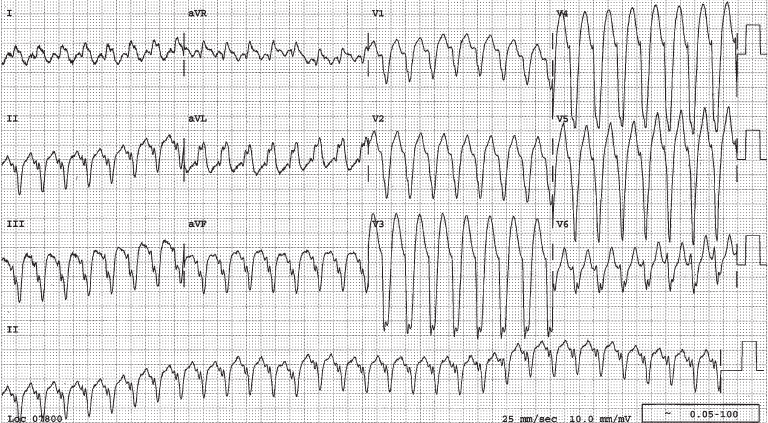 I aVR V1 V4
II aVL V2 V5
III aVF V3 V6
II
Loc 07800 25 mm/sec 10.0 mm/mV ~ 0.05-100